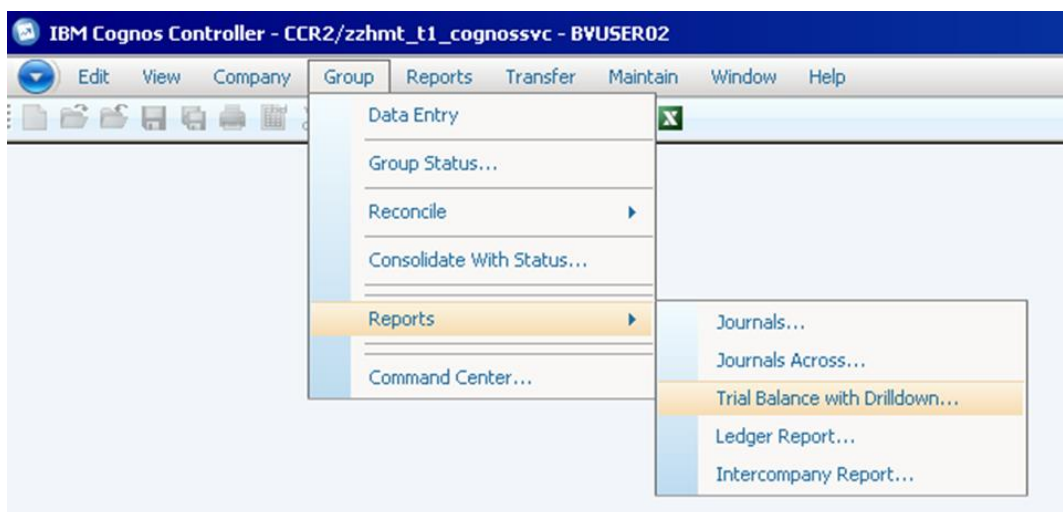 IBM Cognos Controller - CCR2/zzhmt_t1_cognossvc - BVUSER02
Edit View Company Group Reports Transfer Maintain Window Help
Data Entry
Group Status...
Reconcile
Consolidate With Status...
Reports
Command Center...
Journals...
Journals Across...
Trial Balance with Drilldown...
Ledger Report...
Intercompany Report...